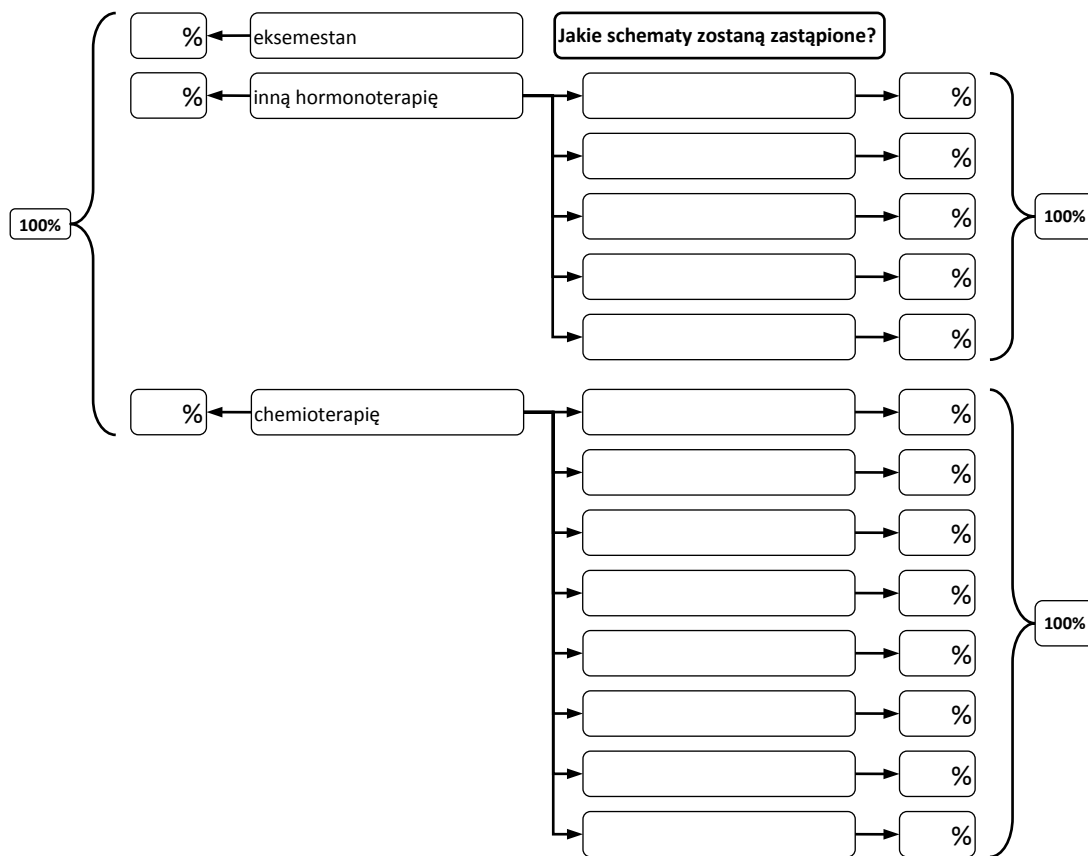 % eksemestan Jakie schematy zostaną zastąpione?
% inną hormonoterapię %
%
100% % 100%
%
%
% chemioterapię %
%
%
%
100%
%
%
%
%